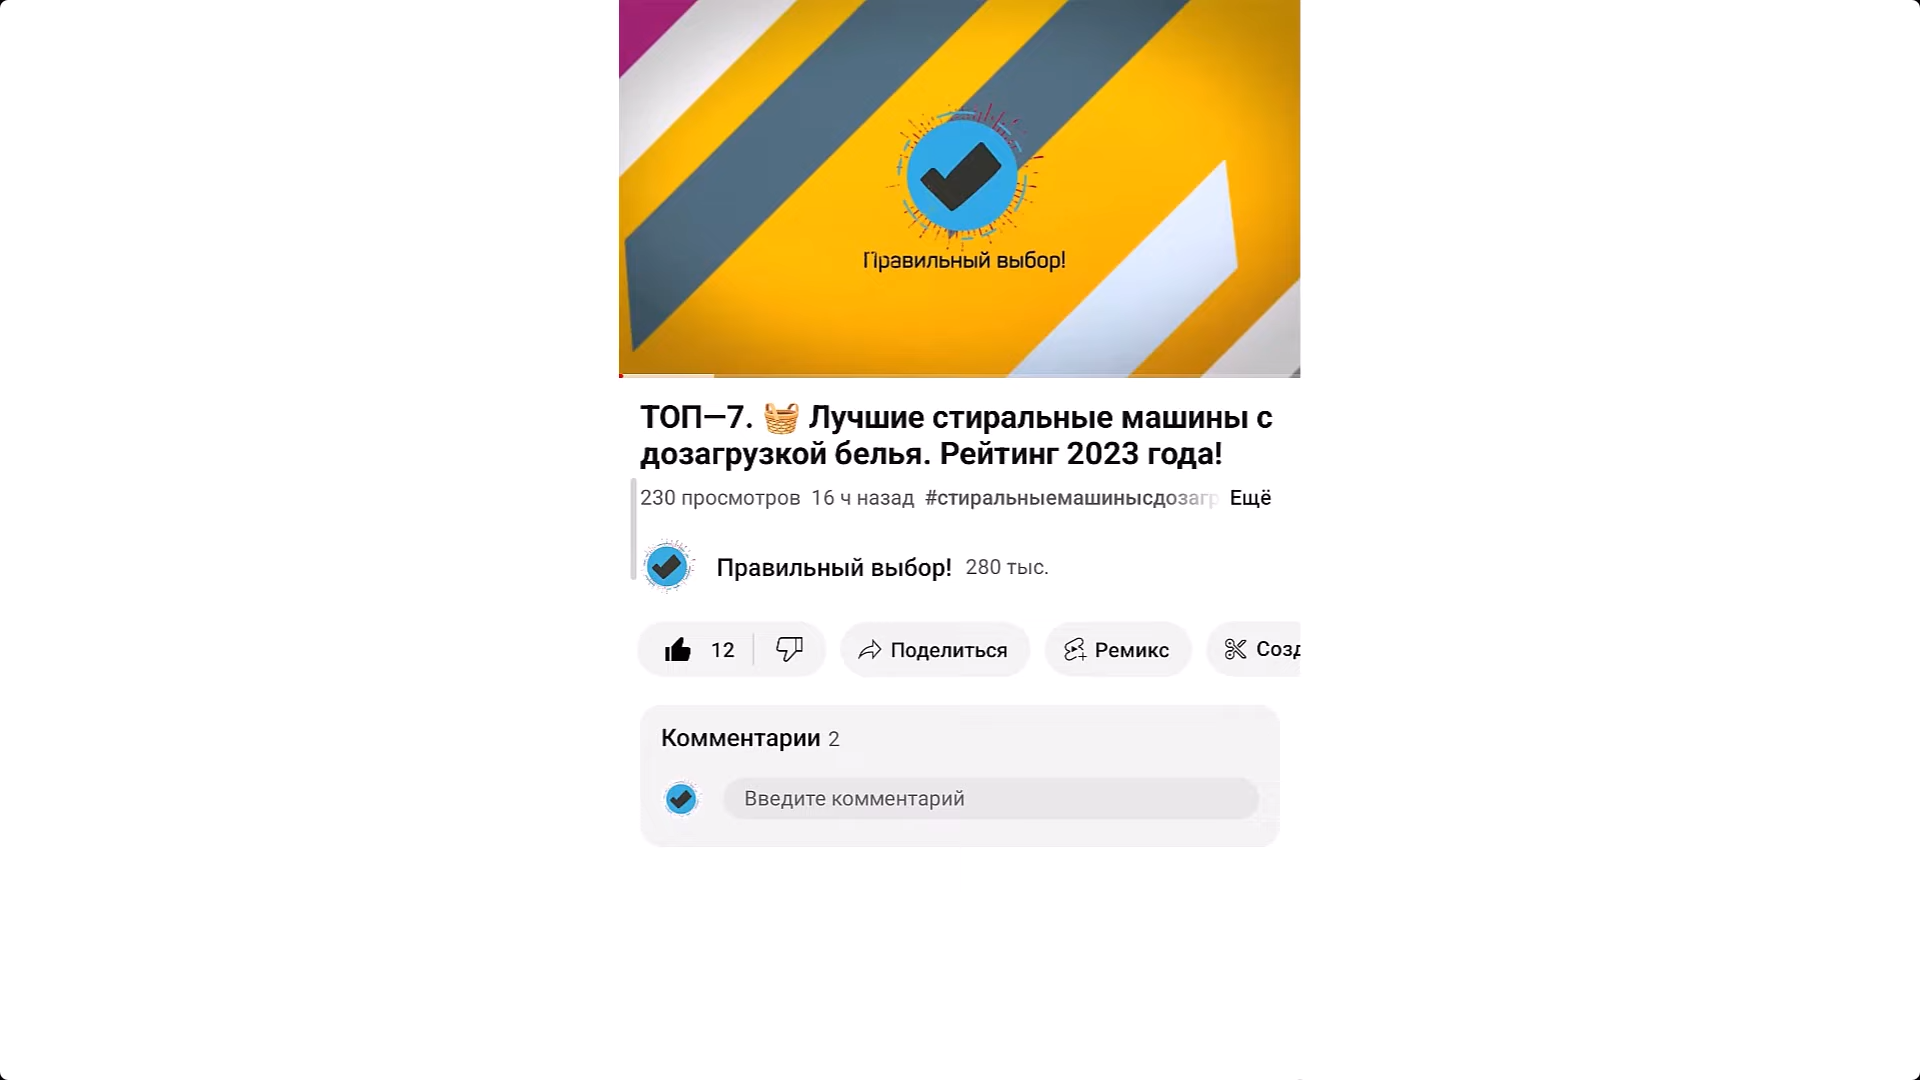 Правильный выбор!
ТОП—7. 🧺 Лучшие стиральные машины с
дозагрузкой белья. Рейтинг 2023 года!
230 просмотров 16 ч назад #стиральныемашинысдозагр Ещё
Правильный выбор! 280 тыс.
12 Поделиться Ремикс Созд
Комментарии 2
Введите комментарий